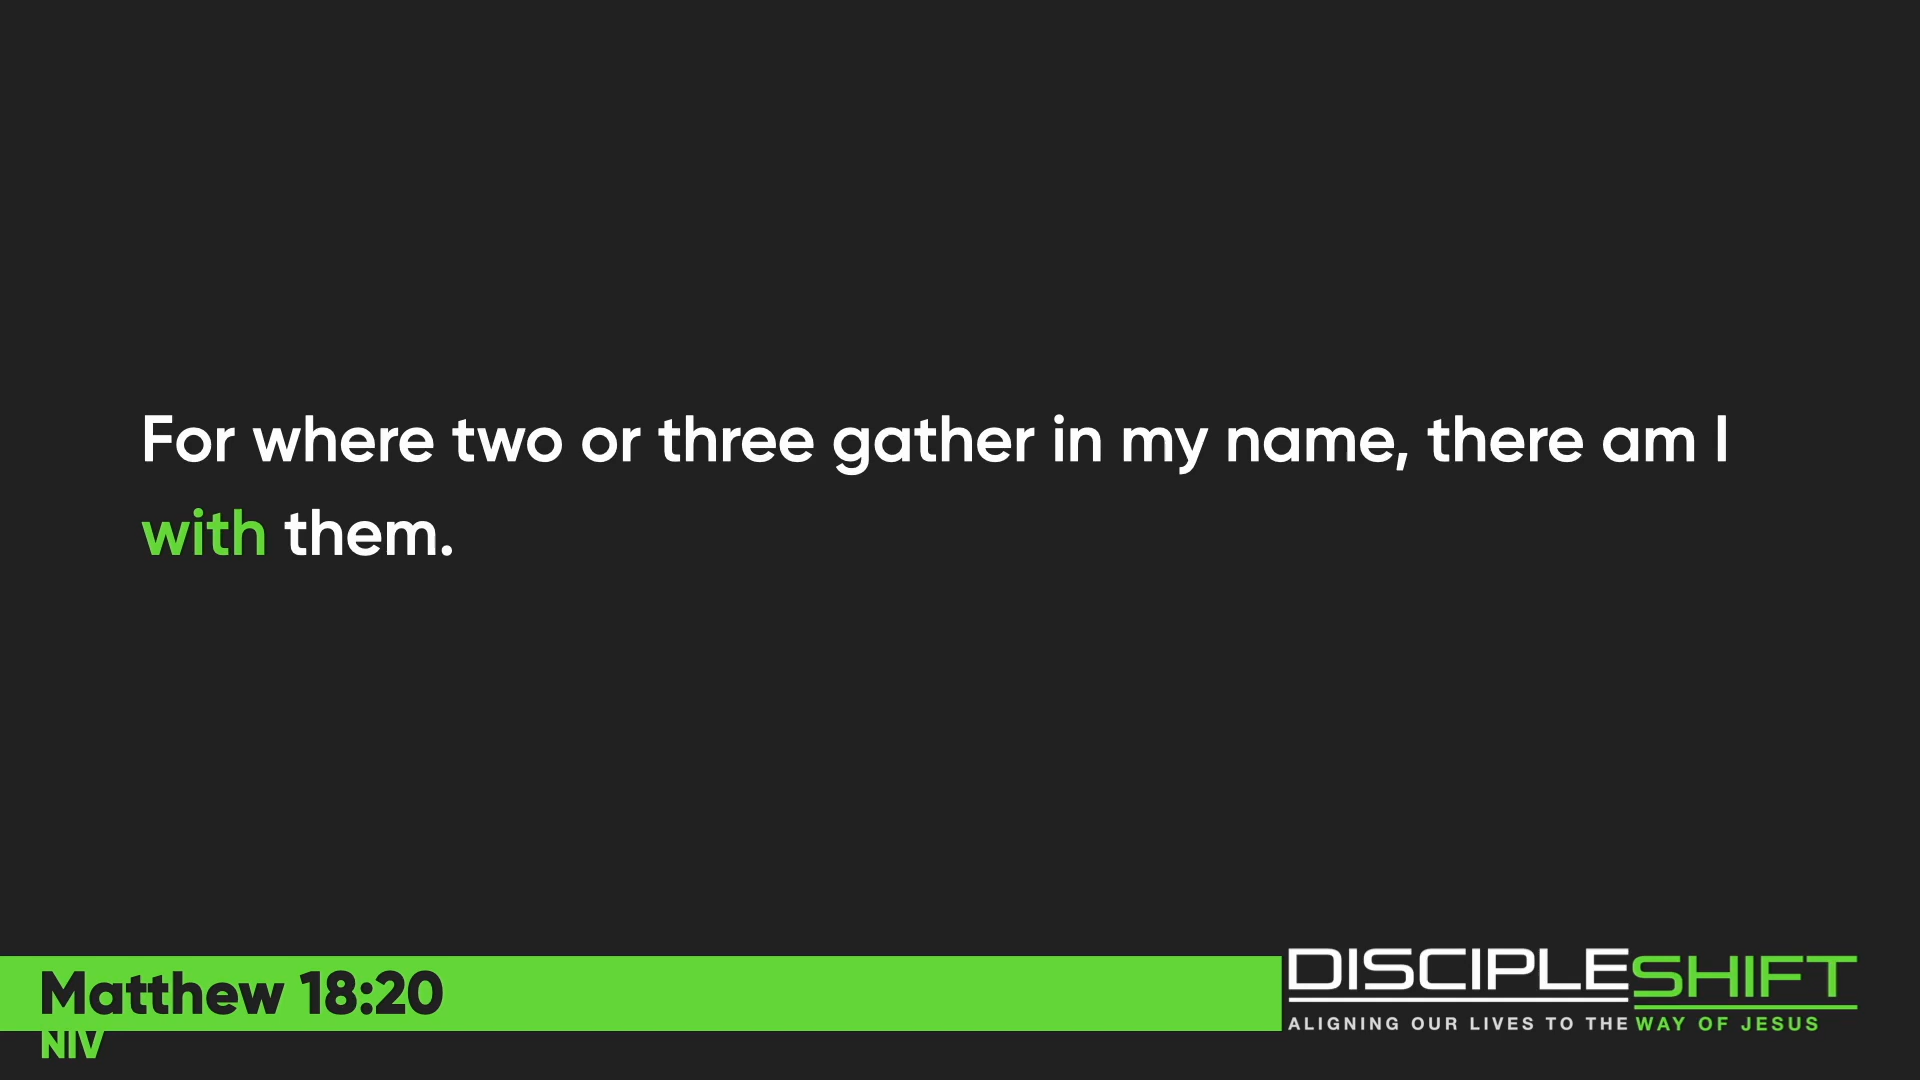 For where two or three gather in my name, there am I
with them.
Matthew 18:20
NIV
DISCIPLESHIFT
ALIGNING OUR LIVES TO THE WAY OF JESUS